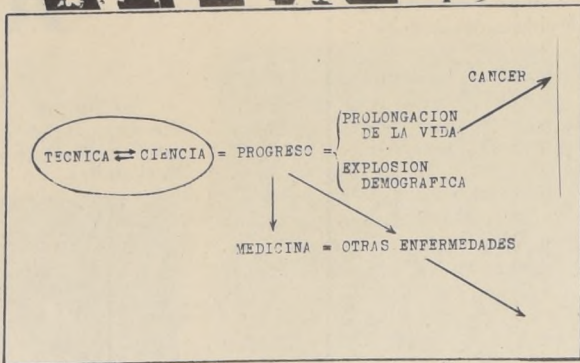 CANCER
PROLONGACION
DE LA VIDA
TECNICA ⇄ CIENCIA = PROGRESO =
EXPLOSION
DEMOGRAFICA
MEDICINA = OTRAS ENFERMEDADES